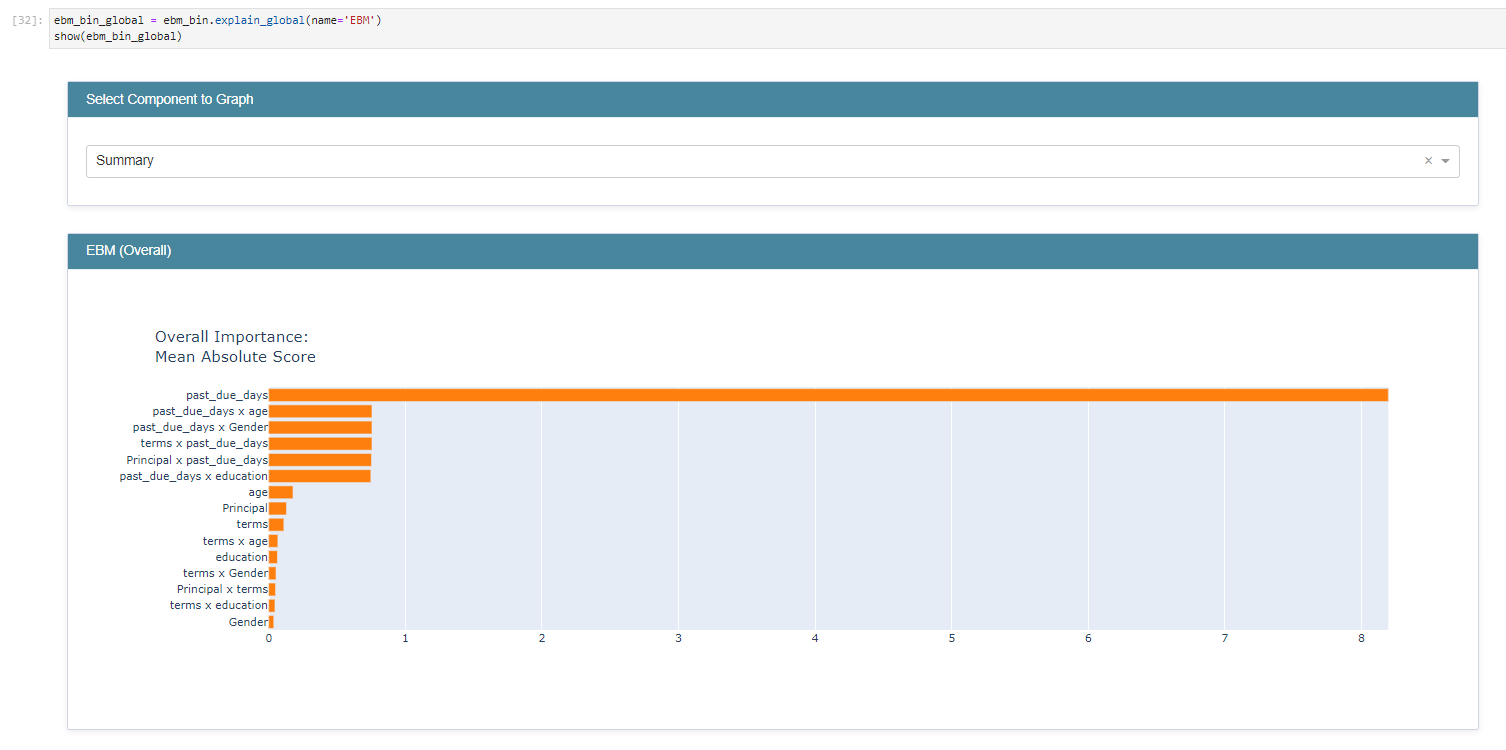 [32]: ebm_bin_global = ebm_bin.explain_global(name='EBM')
show(ebm_bin_global)
Select Component to Graph
Summary
EBM (Overall)
Overall Importance:
Mean Absolute Score
past_due_days
past_due_days x age
past_due_days x Gender
terms x past_due_days
Principal x past_due_days
past_due_days x education
age
Principal
terms
terms x age
education
terms x Gender
Principal x terms
terms x education
Gender
0 1 2 3 4 5 6 7 8